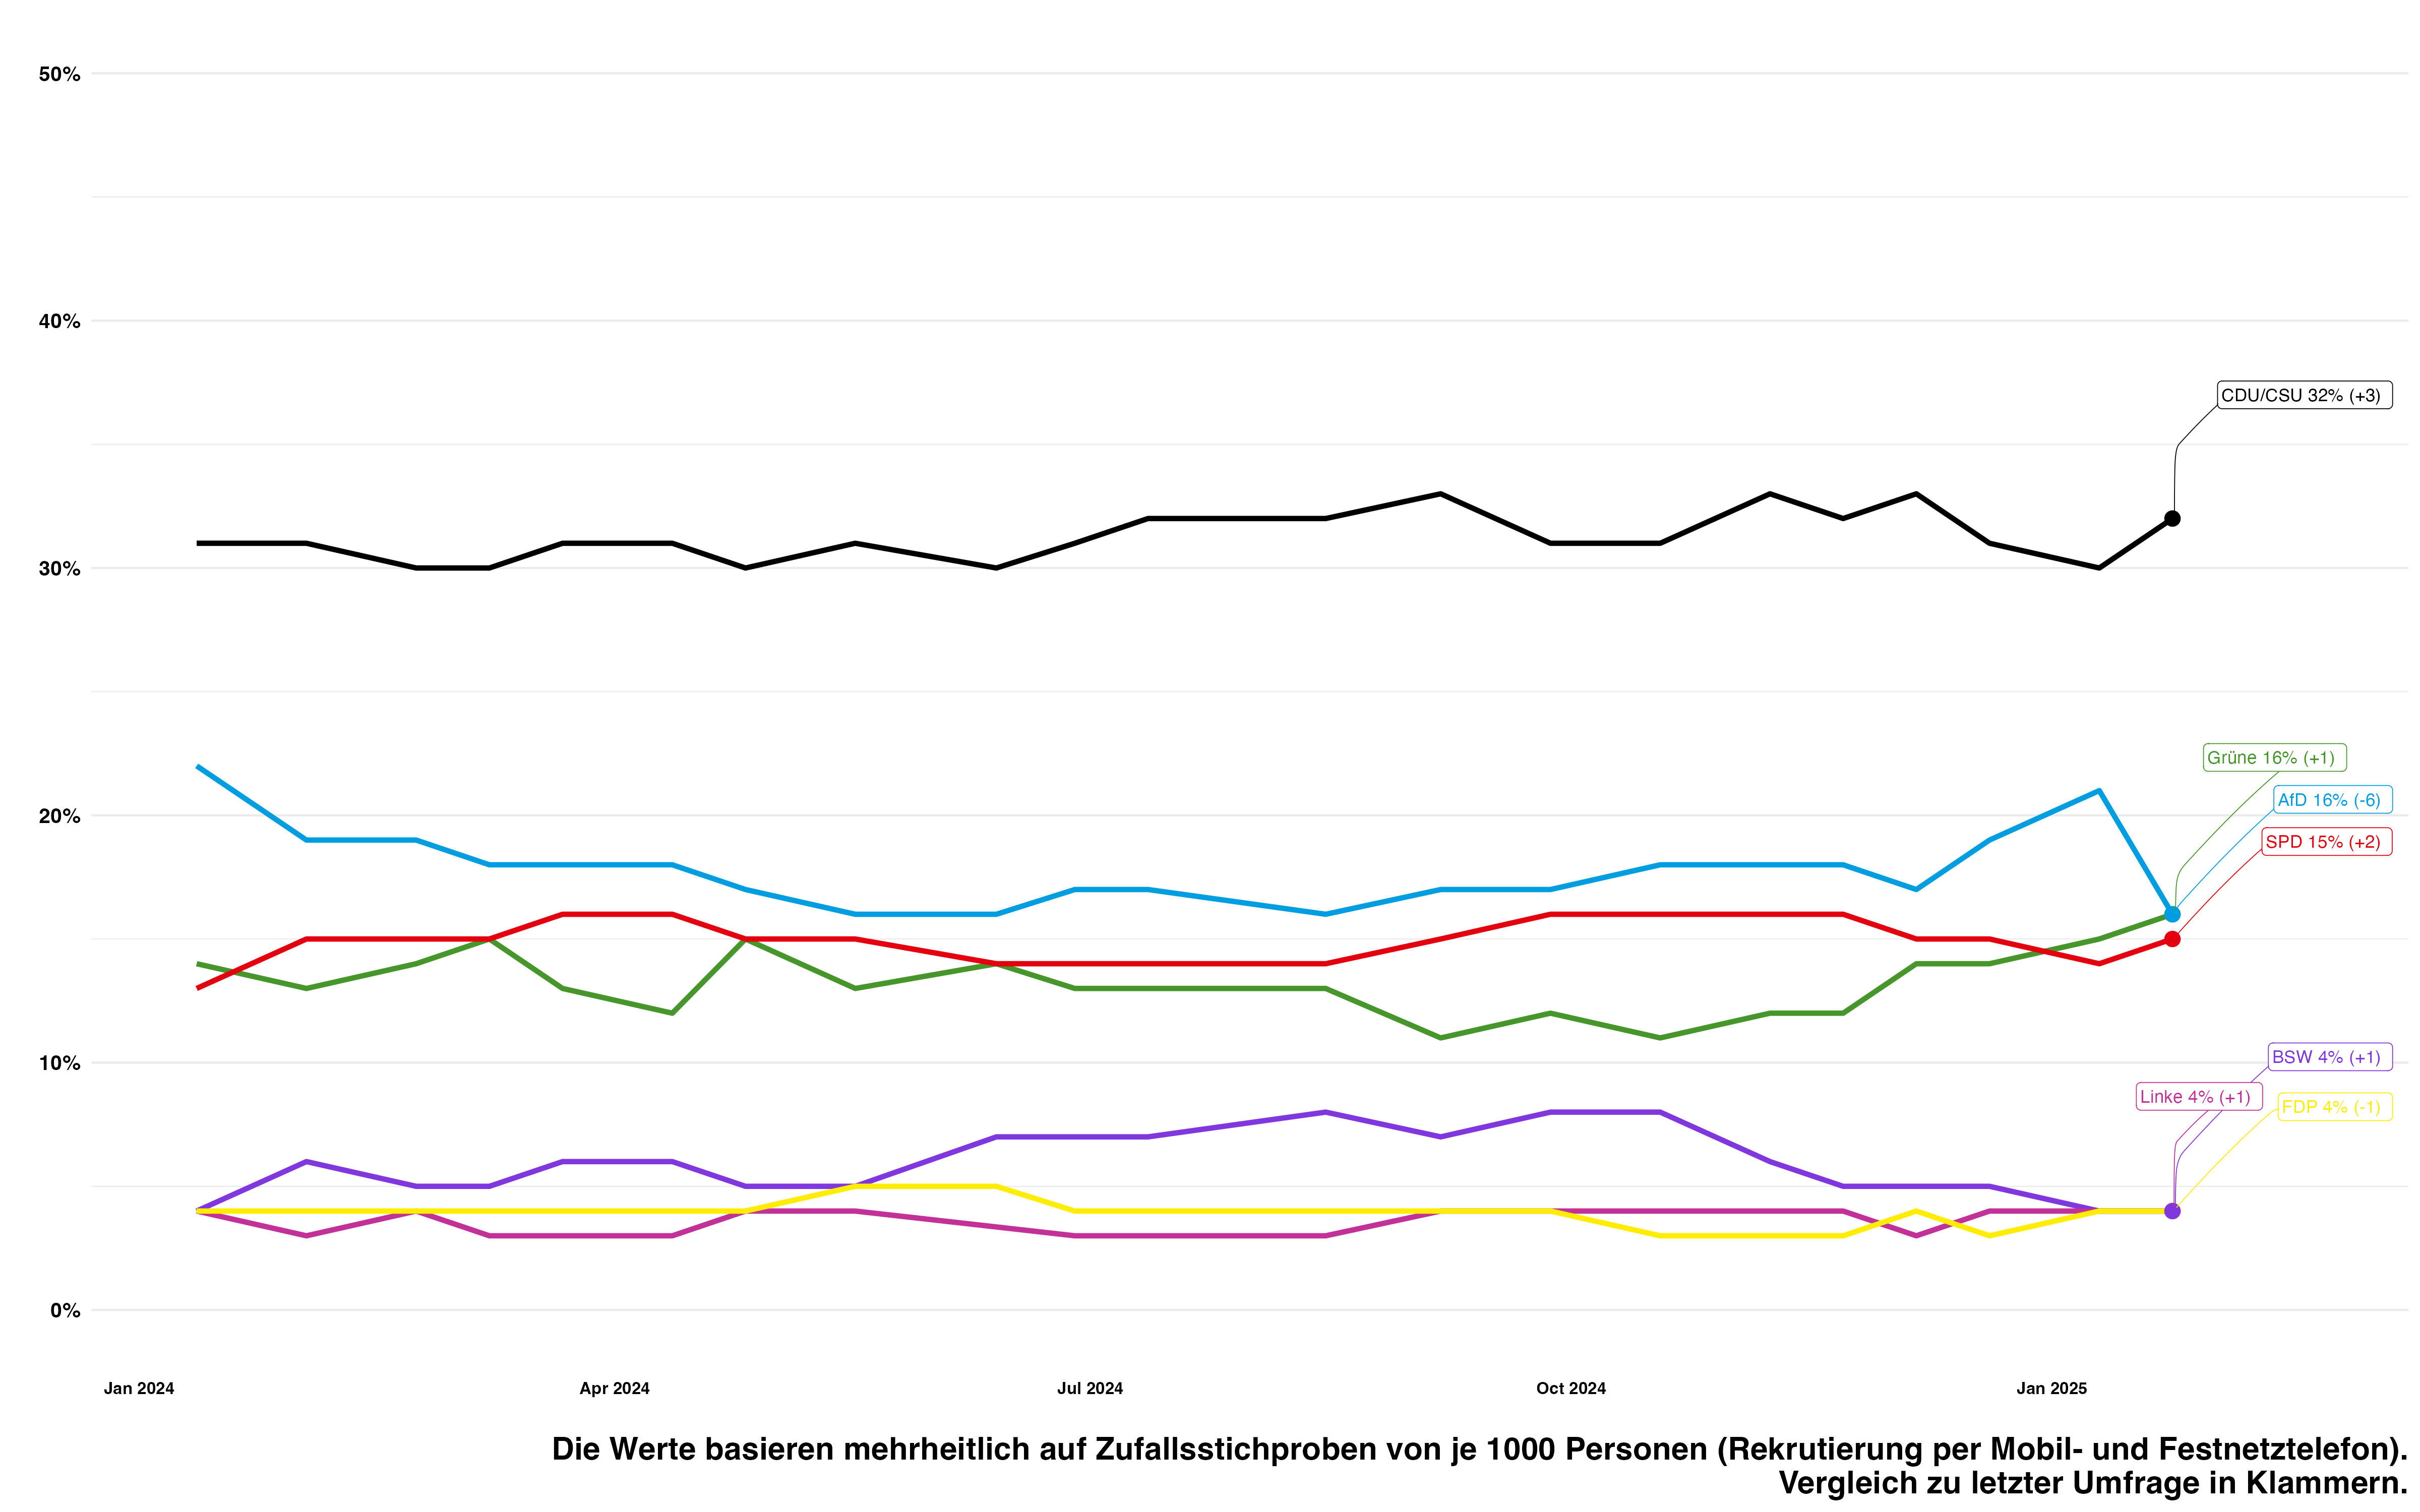 50%
40%
CDU/CSU 32% (+3)
30%
Grüne 16% (+1)
AfD 16% (-6)
20%
SPD 15% (+2)
10%
BSW 4% (+1)
Linke 4% (+1)
FDP 4% (-1)
0%
Jan 2024 Apr 2024 Jul 2024 Oct 2024 Jan 2025
Die Werte basieren mehrheitlich auf Zufallsstichproben von je 1000 Personen (Rekrutierung per Mobil- und Festnetztelefon).
Vergleich zu letzter Umfrage in Klammern.